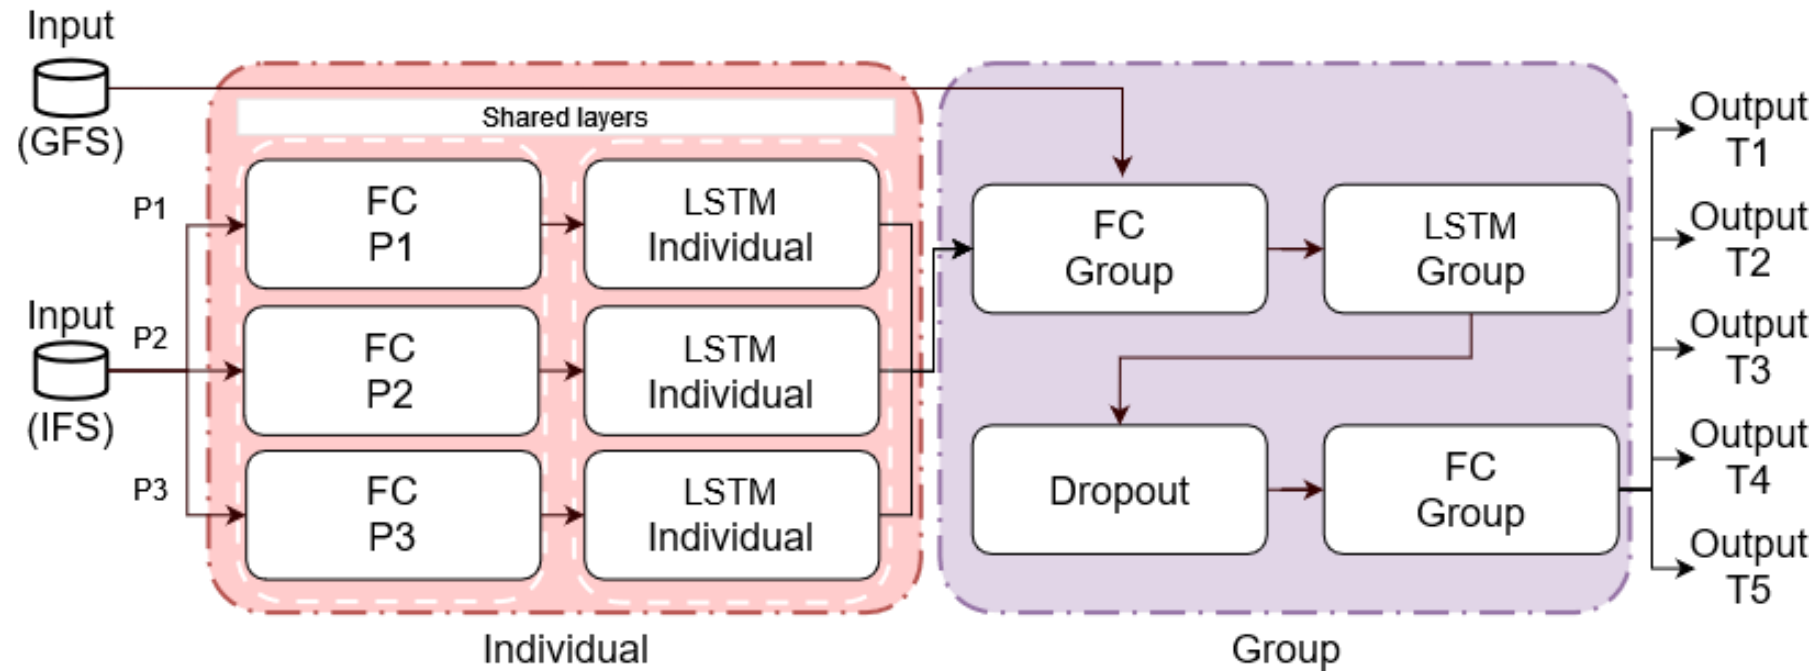 Input
(GFS)
Shared layers
P1
P2
P3
Input
(IFS)
FC
P1
LSTM
Individual
FC
P2
LSTM
Individual
FC
P3
LSTM
Individual
Individual
FC
Group
LSTM
Group
Dropout
FC
Group
Group
Output
T1
Output
T2
Output
T3
Output
T4
Output
T5